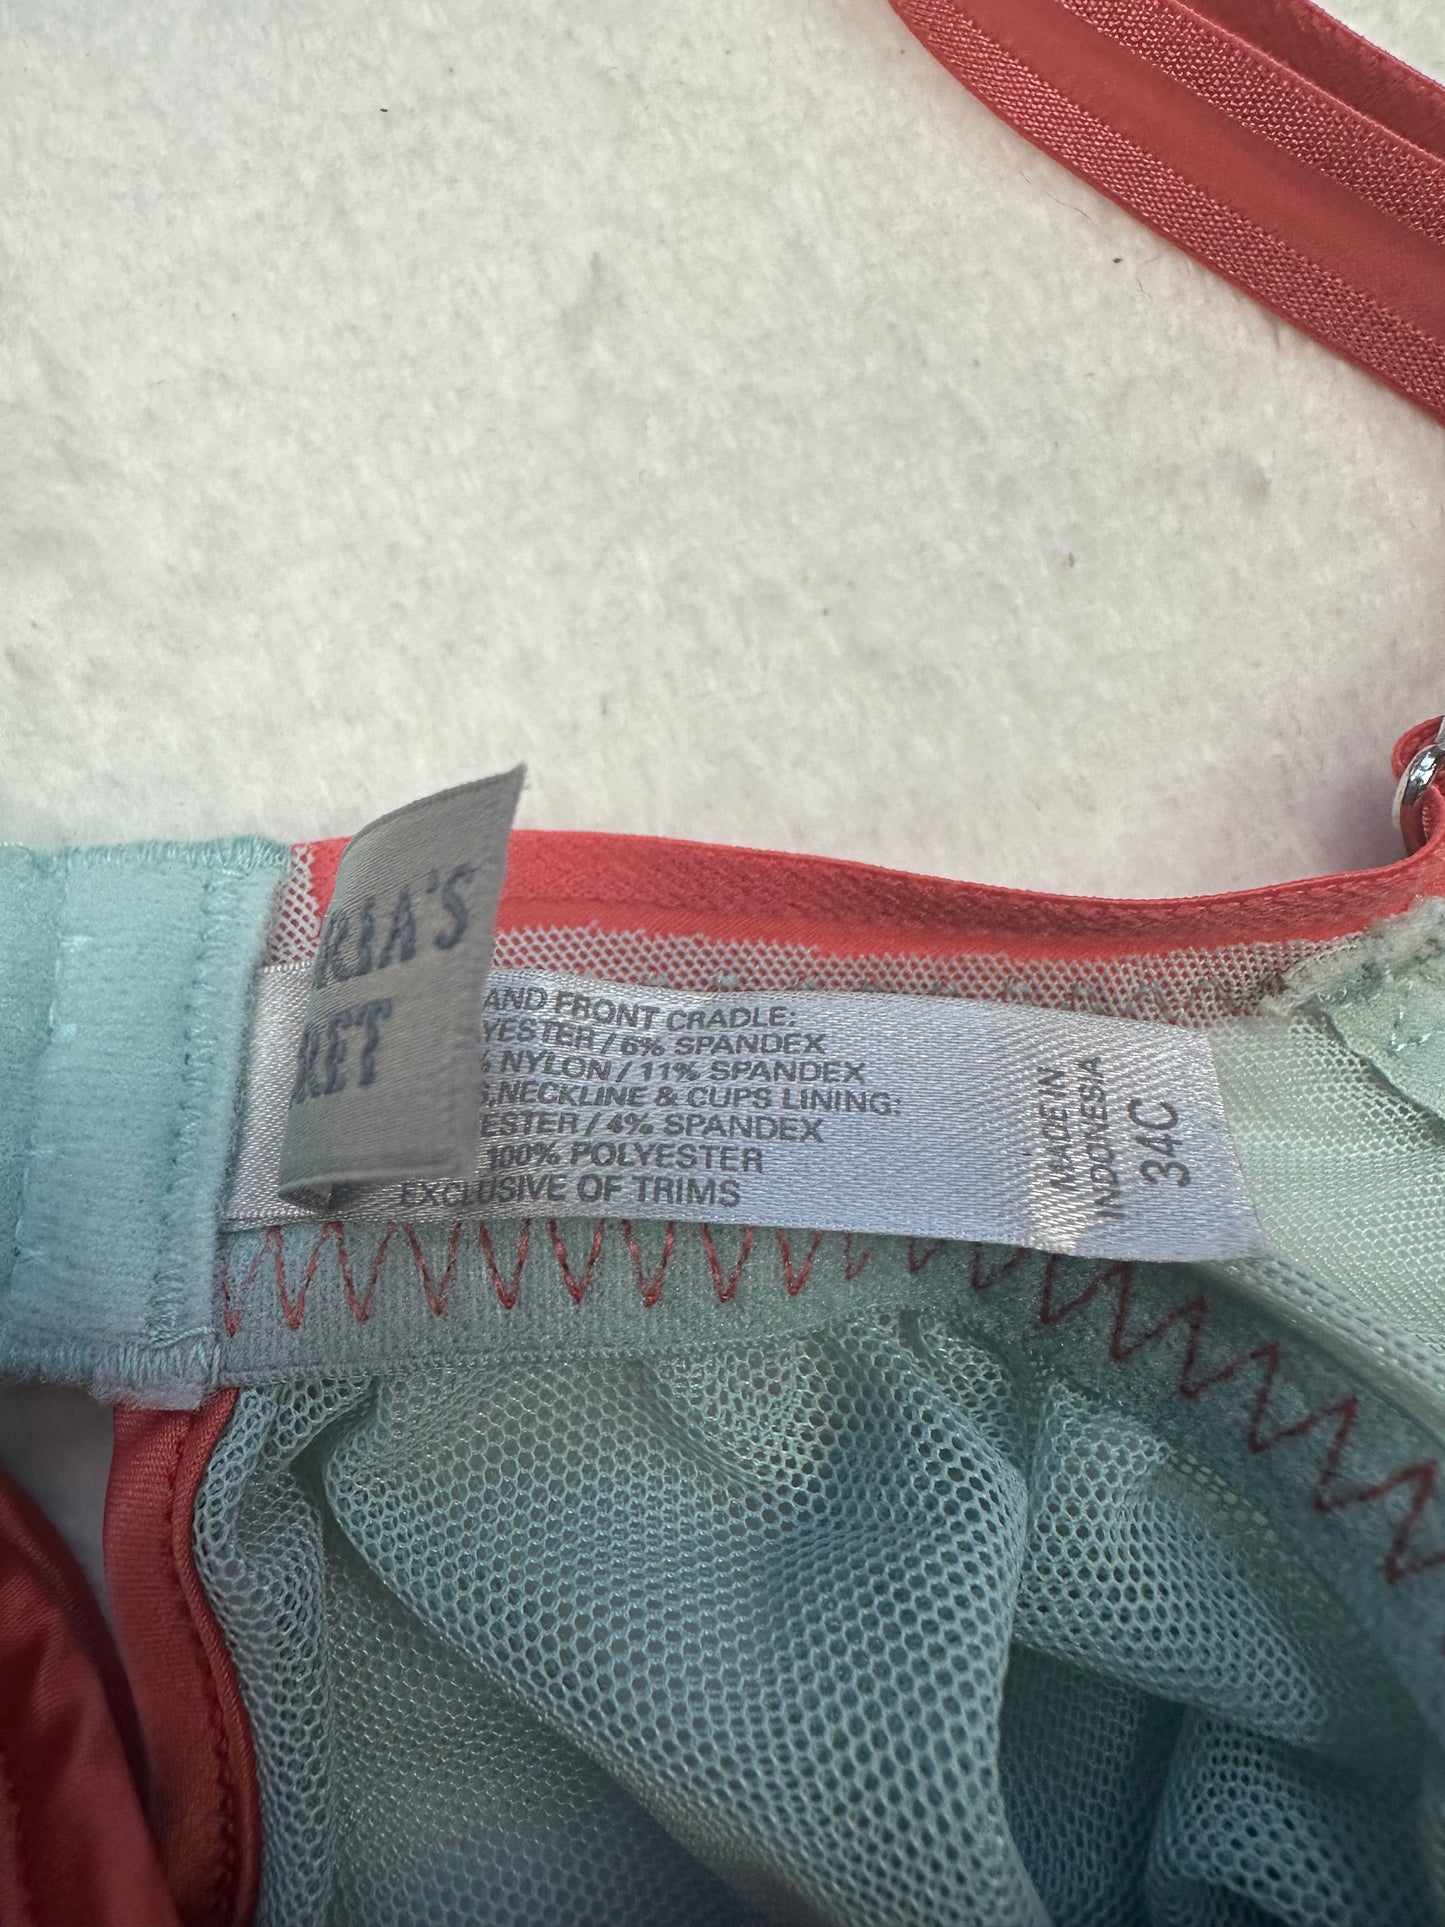 RIA'S
RET
AND FRONT CRADLE:
YESTER / 6% SPANDEX
% NYLON / 11% SPANDEX
,NECKLINE & CUPS LINING:
ESTER / 4% SPANDEX
100% POLYESTER
EXCLUSIVE OF TRIMS
MADE IN
INDONESIA
34C